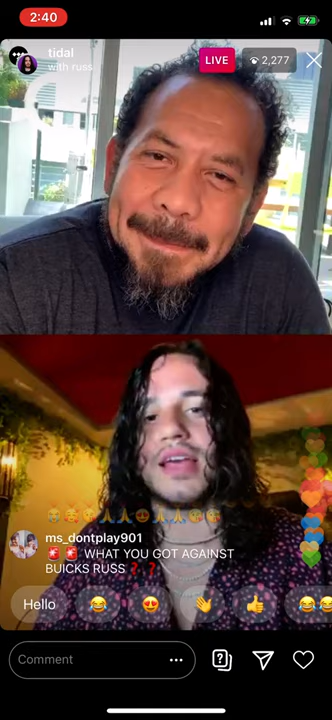 2:40
tidal
with russ
LIVE
2,277
ms_dontplay901
🚨🚨 WHAT YOU GOT AGAINST
BUICKS RUSS❓❓
Hello
Comment